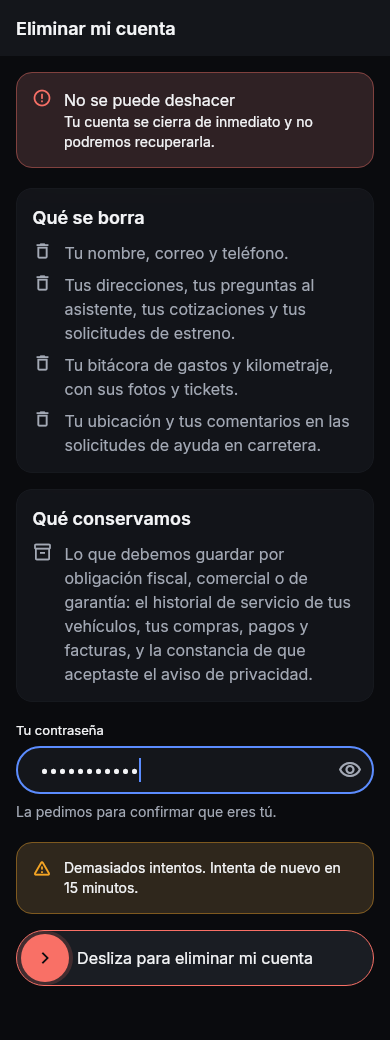 Eliminar mi cuenta
No se puede deshacer
Tu cuenta se cierra de inmediato y no
podremos recuperarla.
Qué se borra
Tu nombre, correo y teléfono.
Tus direcciones, tus preguntas al
asistente, tus cotizaciones y tus
solicitudes de estreno.
Tu bitácora de gastos y kilometraje,
con sus fotos y tickets.
Tu ubicación y tus comentarios en las
solicitudes de ayuda en carretera.
Qué conservamos
Lo que debemos guardar por
obligación fiscal, comercial o de
garantía: el historial de servicio de tus
vehículos, tus compras, pagos y
facturas, y la constancia de que
aceptaste el aviso de privacidad.
Tu contraseña
•••••••••••
La pedimos para confirmar que eres tú.
Demasiados intentos. Intenta de nuevo en
15 minutos.
Desliza para eliminar mi cuenta